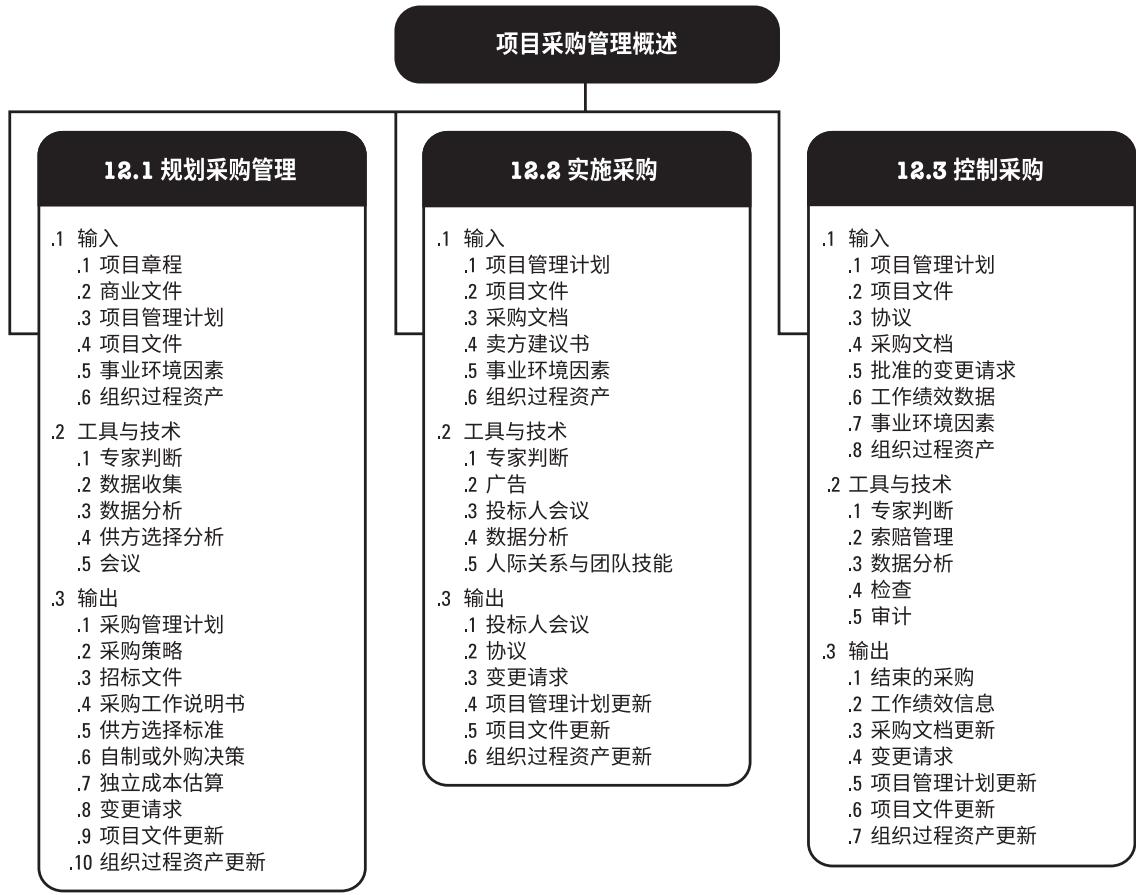 项目采购管理概述
12.1 规划采购管理
.1 输入
.1 项目章程
.2 商业文件
.3 项目管理计划
.4 项目文件
.5 事业环境因素
.6 组织过程资产
.2 工具与技术
.1 专家判断
.2 数据收集
.3 数据分析
.4 供方选择分析
.5 会议
.3 输出
.1 采购管理计划
.2 采购策略
.3 招标文件
.4 采购工作说明书
.5 供方选择标准
.6 自制或外购决策
.7 独立成本估算
.8 变更请求
.9 项目文件更新
.10 组织过程资产更新
12.2 实施采购
.1 输入
.1 项目管理计划
.2 项目文件
.3 采购文档
.4 卖方建议书
.5 事业环境因素
.6 组织过程资产
.2 工具与技术
.1 专家判断
.2 广告
.3 投标人会议
.4 数据分析
.5 人际关系与团队技能
.3 输出
.1 投标人会议
.2 协议
.3 变更请求
.4 项目管理计划更新
.5 项目文件更新
.6 组织过程资产更新
12.3 控制采购
.1 输入
.1 项目管理计划
.2 项目文件
.3 协议
.4 采购文档
.5 批准的变更请求
.6 工作绩效数据
.7 事业环境因素
.8 组织过程资产
.2 工具与技术
.1 专家判断
.2 索赔管理
.3 数据分析
.4 检查
.5 审计
.3 输出
.1 结束的采购
.2 工作绩效信息
.3 采购文档更新
.4 变更请求
.5 项目管理计划更新
.6 项目文件更新
.7 组织过程资产更新